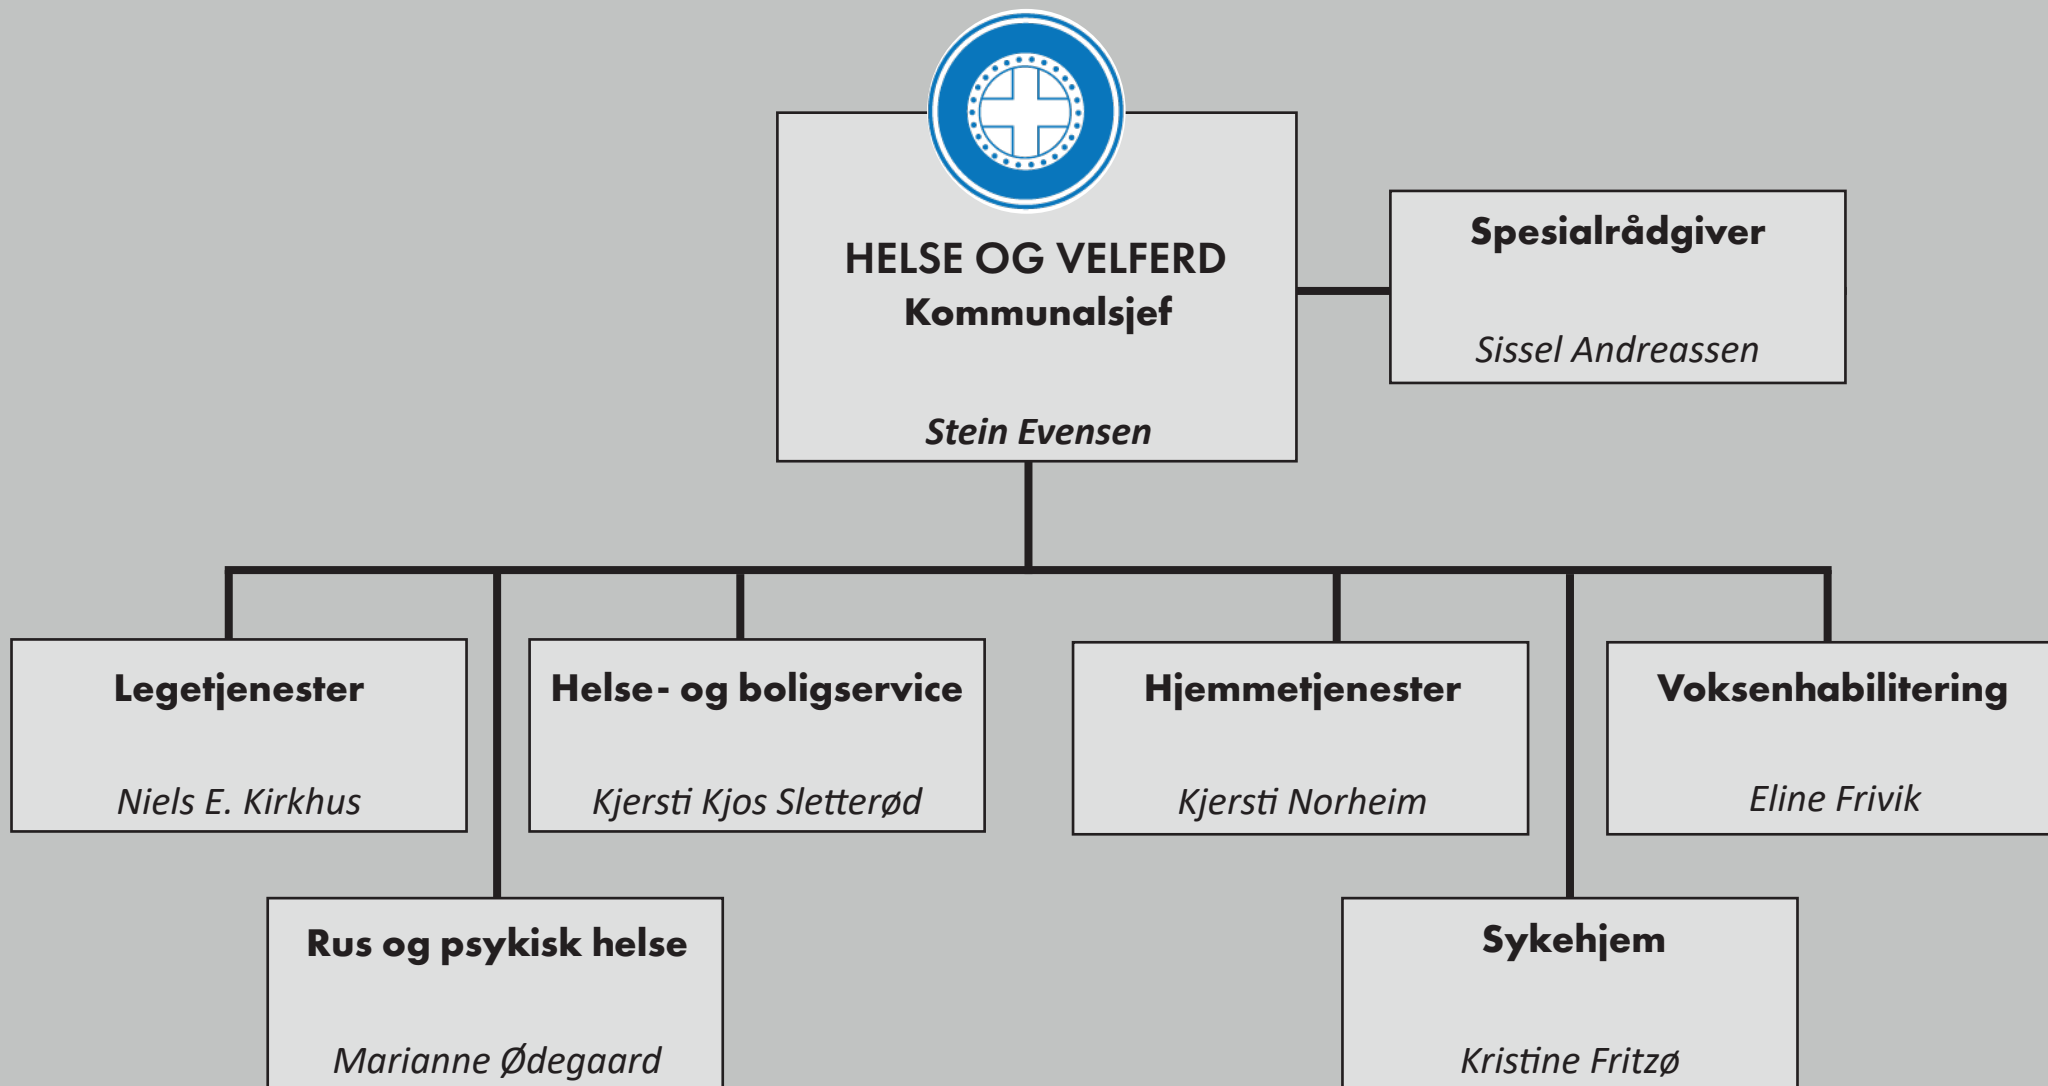 HELSE OG VELFERD
Kommunalsjef
Stein Evensen
Spesialrådgiver
Sissel Andreassen
Legetjenester
Niels E. Kirkhus
Helse- og boligservice
Kjersti Kjos Sletterød
Hjemmetjenester
Kjersti Norheim
Voksenhabilitering
Eline Frivik
Rus og psykisk helse
Marianne Ødegaard
Sykehjem
Kristine Fritzø